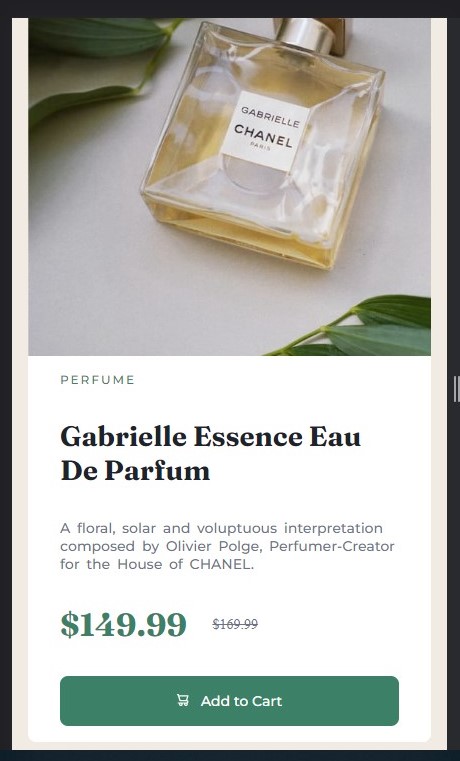 GABRIELLE
CHANEL
PARIS
PERFUME
Gabrielle Essence Eau
De Parfum
A floral, solar and voluptuous interpretation
composed by Olivier Polge, Perfumer-Creator
for the House of CHANEL.
$149.99 $169.99
Add to Cart